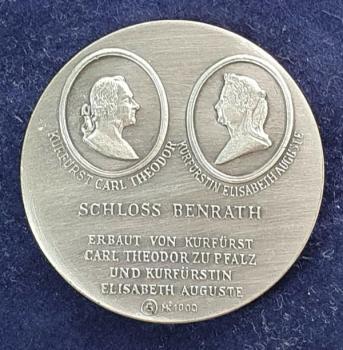 KURFÜRST CARL THEODOR
KURFÜRSTIN ELISABETH AUGUSTE
SCHLOSS BENRATH
ERBAUT VON KURFÜRST
CARL THEODOR ZU PFALZ
UND KURFÜRSTIN
ELISABETH AUGUSTE
1000